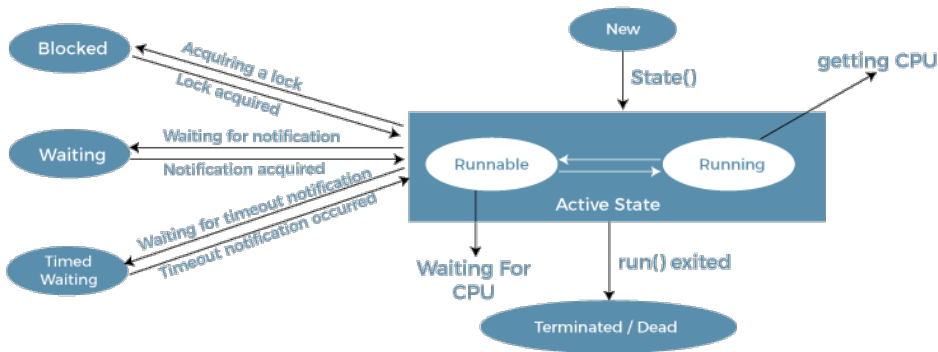 New
State()
getting CPU
Blocked
Acquiring a lock
Lock acquired
Waiting
Waiting for notification
Notification acquired
Runnable
Running
Active State
Waiting for timeout notification
Timeout notification occurred
Timed
Waiting
Waiting For
CPU
run() exited
Terminated / Dead